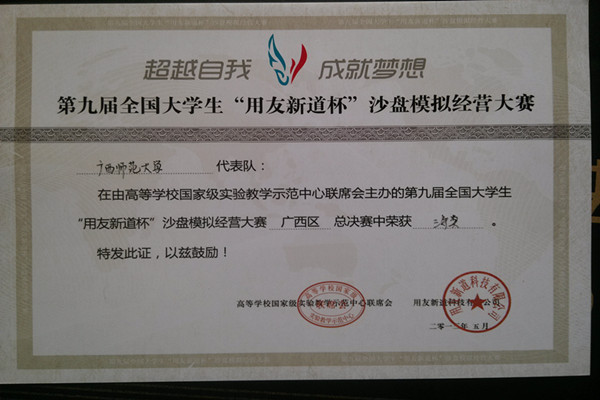 超越自我 成就梦想
第九届全国大学生“用友新道杯”沙盘模拟经营大赛
广西师范大学 代表队：
在由高等学校国家级实验教学示范中心联席会主办的第九届全国大学生
“用友新道杯”沙盘模拟经营大赛 广西区 总决赛中荣获 三等奖 。
特发此证，以兹鼓励！
高等学校国家级实验教学示范中心联席会 用友新道科技有限公司
二〇一三年 五月